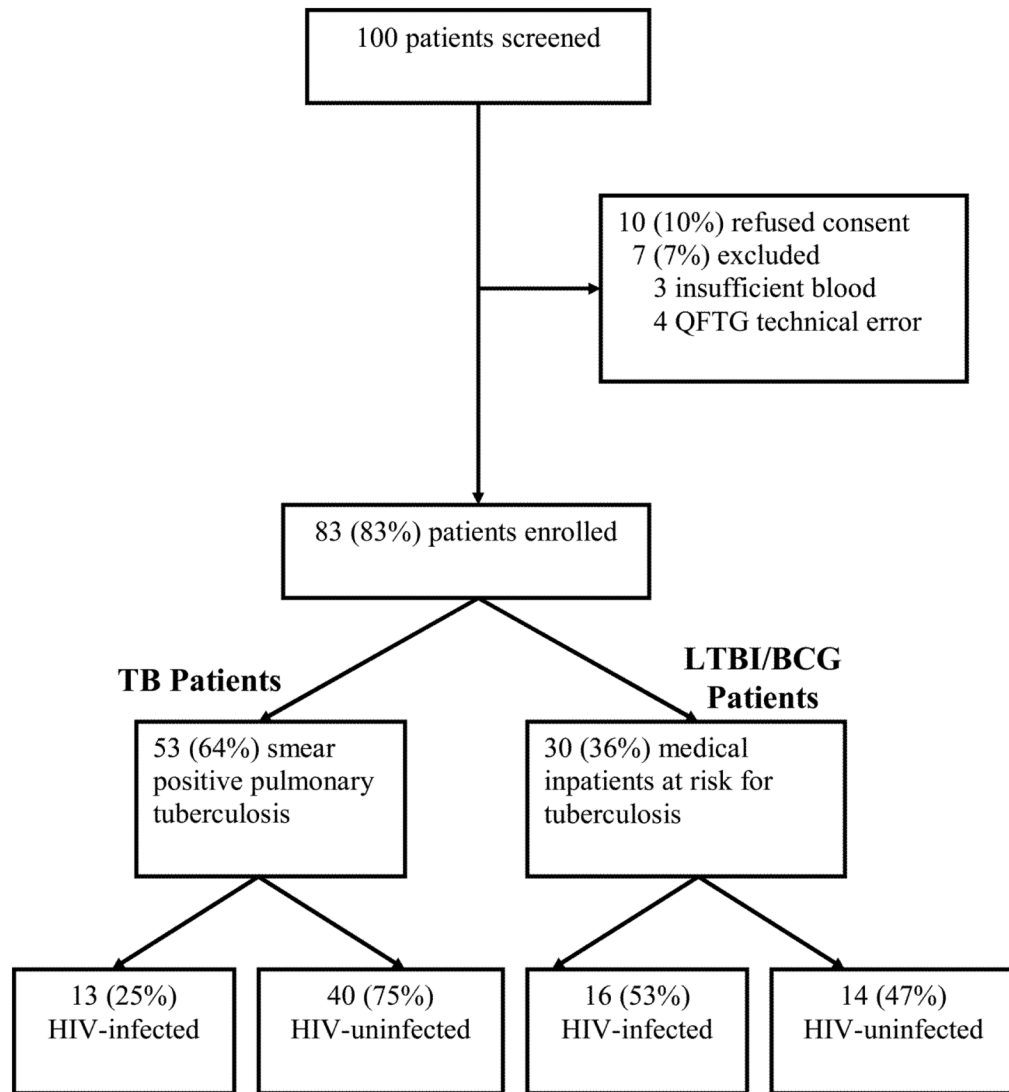 100 patients screened
10 (10%) refused consent
7 (7%) excluded
3 insufficient blood
4 QFTG technical error
83 (83%) patients enrolled
TB Patients
LTBI/BCG
Patients
53 (64%) smear
positive pulmonary
tuberculosis
30 (36%) medical
inpatients at risk for
tuberculosis
13 (25%)
HIV-infected
40 (75%)
HIV-uninfected
16 (53%)
HIV-infected
14 (47%)
HIV-uninfected